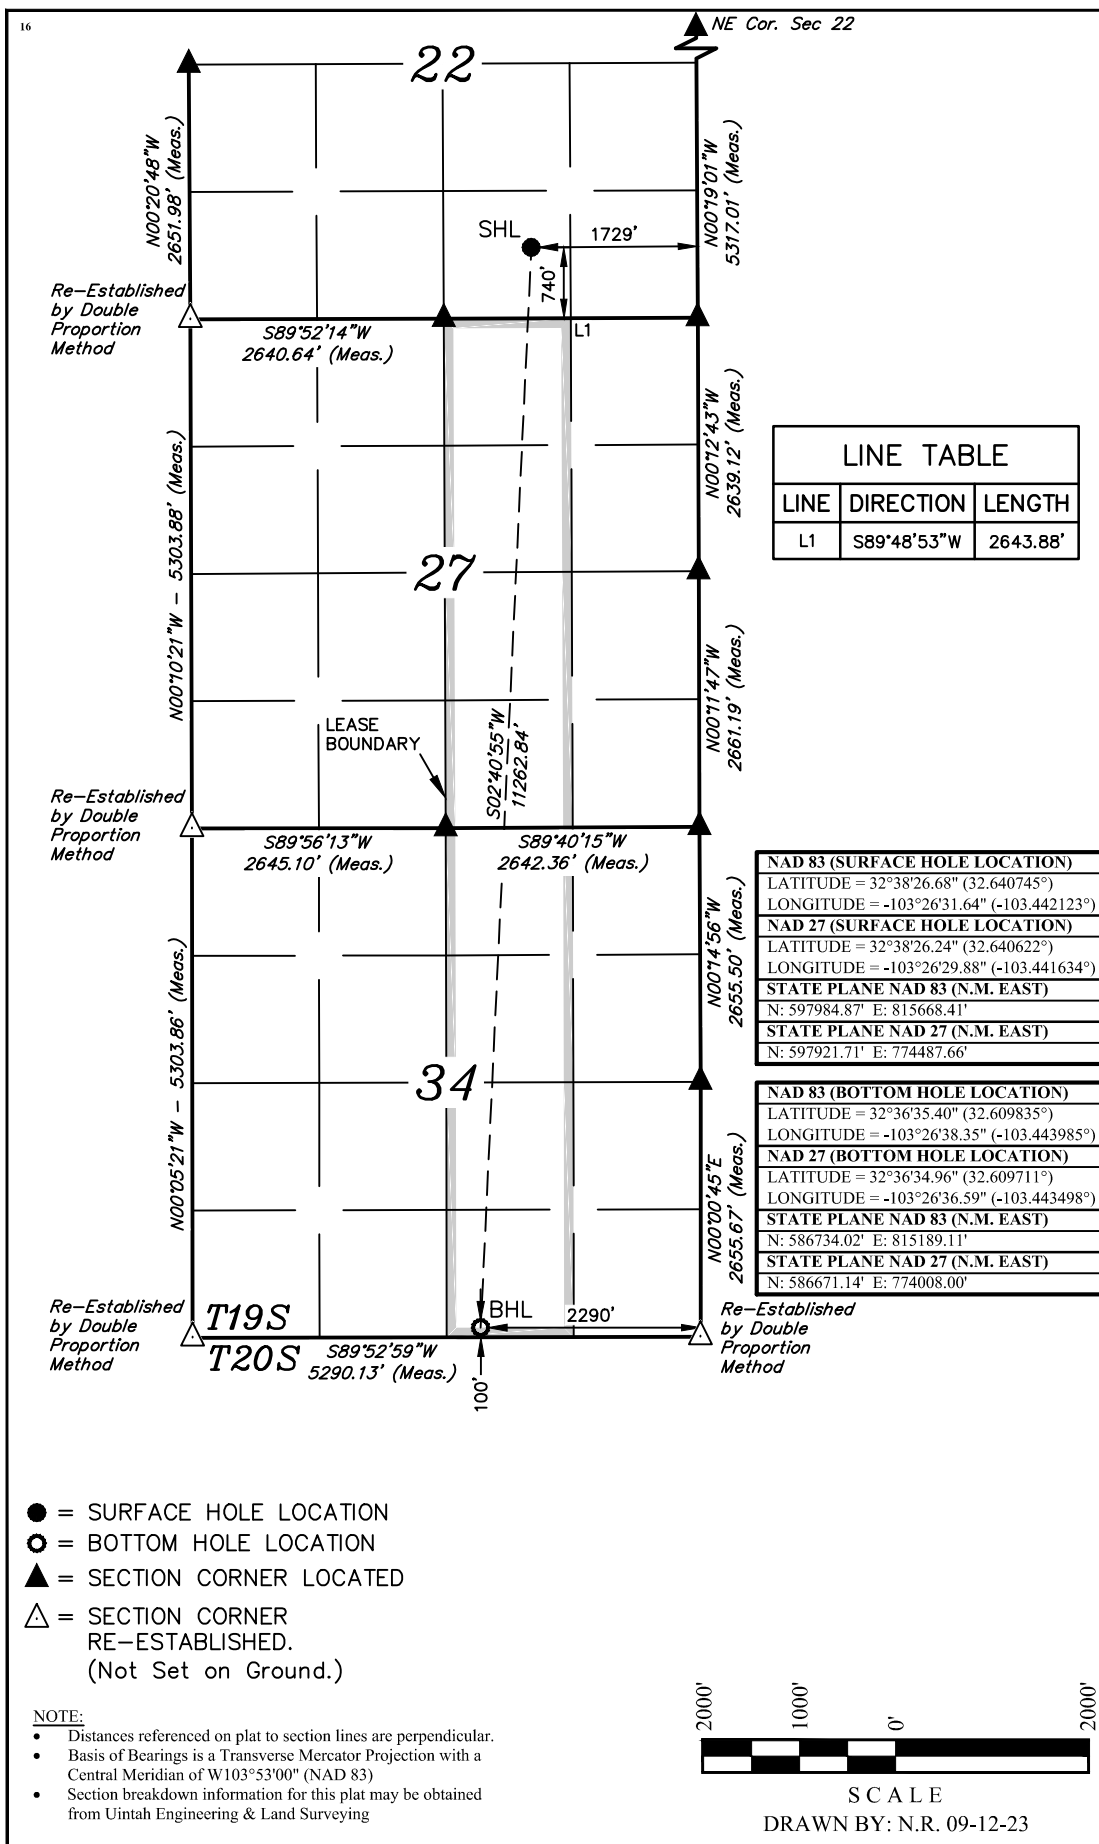 16
NE Cor. Sec 22
22
N00°20'48"W
2651.98' (Meas.)
N00°19'01"W
5317.01' (Meas.)
SHL
1729'
740'
Re-Established
by Double
Proportion
Method
S89°52'14"W
2640.64' (Meas.)
L1
N00°12'43"W
2639.12' (Meas.)
LINE TABLE
LINE DIRECTION LENGTH
L1 S89°48'53"W 2643.88'
N00°10'21"W - 5303.88' (Meas.)
27
N00°11'47"W
2661.19' (Meas.)
LEASE
BOUNDARY
S02°40'55"W
11262.84'
Re-Established
by Double
Proportion
Method
S89°56'13"W
2645.10' (Meas.)
S89°40'15"W
2642.36' (Meas.)
N00°14'56"W
2655.50' (Meas.)
NAD 83 (SURFACE HOLE LOCATION)
LATITUDE = 32°38'26.68" (32.640745°)
LONGITUDE = -103°26'31.64" (-103.442123°)
NAD 27 (SURFACE HOLE LOCATION)
LATITUDE = 32°38'26.24" (32.640622°)
LONGITUDE = -103°26'29.88" (-103.441634°)
STATE PLANE NAD 83 (N.M. EAST)
N: 597984.87' E: 815668.41'
STATE PLANE NAD 27 (N.M. EAST)
N: 597921.71' E: 774487.66'
N00°05'21"W - 5303.86' (Meas.)
34
N00°00'45"E
2655.67' (Meas.)
NAD 83 (BOTTOM HOLE LOCATION)
LATITUDE = 32°36'35.40" (32.609835°)
LONGITUDE = -103°26'38.35" (-103.443985°)
NAD 27 (BOTTOM HOLE LOCATION)
LATITUDE = 32°36'34.96" (32.609711°)
LONGITUDE = -103°26'36.59" (-103.443498°)
STATE PLANE NAD 83 (N.M. EAST)
N: 586734.02' E: 815189.11'
STATE PLANE NAD 27 (N.M. EAST)
N: 586671.14' E: 774008.00'
Re-Established
by Double
Proportion
Method
T19S
T20S
BHL
2290'
S89°52'59"W
5290.13' (Meas.)
100'
Re-Established
by Double
Proportion
Method
= SURFACE HOLE LOCATION
= BOTTOM HOLE LOCATION
= SECTION CORNER LOCATED
= SECTION CORNER
RE-ESTABLISHED.
(Not Set on Ground.)
NOTE:
• Distances referenced on plat to section lines are perpendicular.
• Basis of Bearings is a Transverse Mercator Projection with a
Central Meridian of W103°53'00" (NAD 83)
• Section breakdown information for this plat may be obtained
from Uintah Engineering & Land Surveying
2000' 1000' 0' 2000'
SCALE
DRAWN BY: N.R. 09-12-23